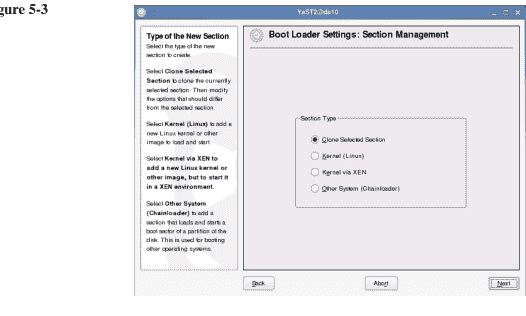 gure 5-3
YaST2@da10
Type of the New Section
Select the type of the new
section to create.
Select Clone Selected
Section to clone the currently
selected section. Then modify
the options that should differ
from the selected section.
Select Kernel (Linux) to add a
new Linux kernel or other
image to load and start.
Select Kernel via XEN to
add a new Linux kernel or
other image, but to start it
in a XEN environment.
Select Other System
(Chainloader) to add a
section that loads and starts a
boot sector of a partition of the
disk. This is used for booting
other operating systems.
Boot Loader Settings: Section Management
Section Type
Clone Selected Section
Kernel (Linux)
Kernel via XEN
Other System (Chainloader)
Back
Abort
Next